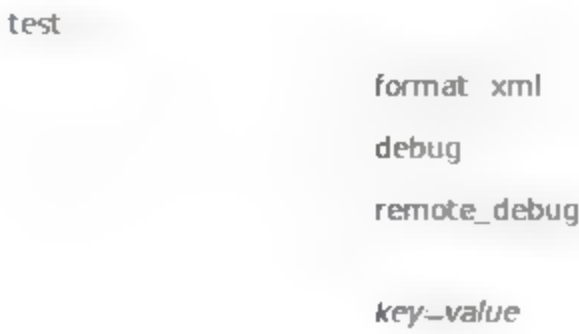 test
format xml
debug
remote_debug
key=value